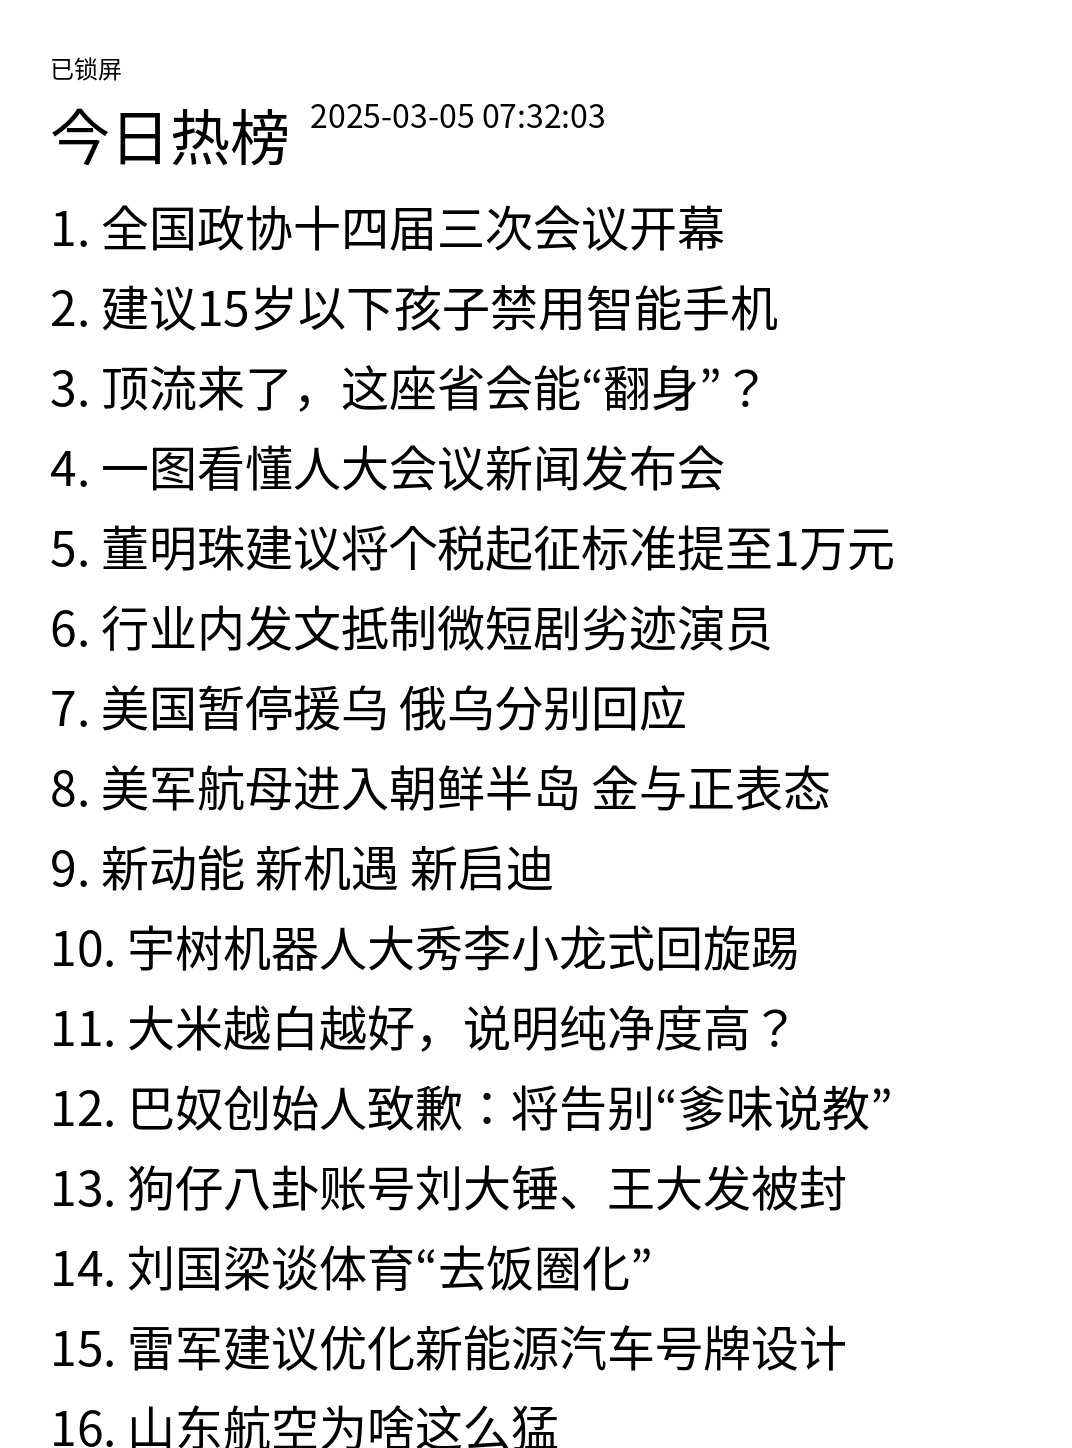 已锁屏
今日热榜 2025-03-05 07:32:03
1. 全国政协十四届三次会议开幕
2. 建议15岁以下孩子禁用智能手机
3. 顶流来了，这座省会能“翻身”？
4. 一图看懂人大会议新闻发布会
5. 董明珠建议将个税起征标准提至1万元
6. 行业内发文抵制微短剧劣迹演员
7. 美国暂停援乌 俄乌分别回应
8. 美军航母进入朝鲜半岛 金与正表态
9. 新动能 新机遇 新启迪
10. 宇树机器人大秀李小龙式回旋踢
11. 大米越白越好，说明纯净度高？
12. 巴奴创始人致歉：将告别“爹味说教”
13. 狗仔八卦账号刘大锤、王大发被封
14. 刘国梁谈体育“去饭圈化”
15. 雷军建议优化新能源汽车号牌设计
16. 山东航空为啥这么猛